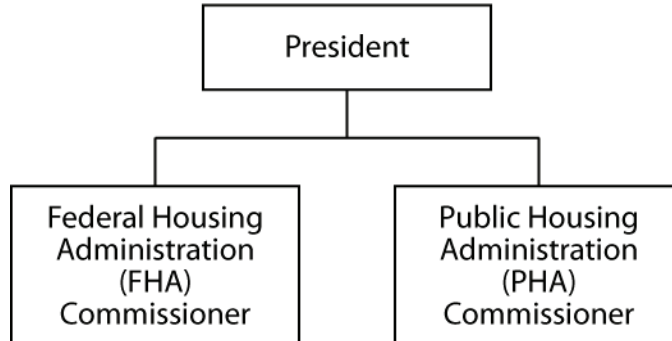 President
Federal Housing
Administration
(FHA)
Commissioner
Public Housing
Administration
(PHA)
Commissioner